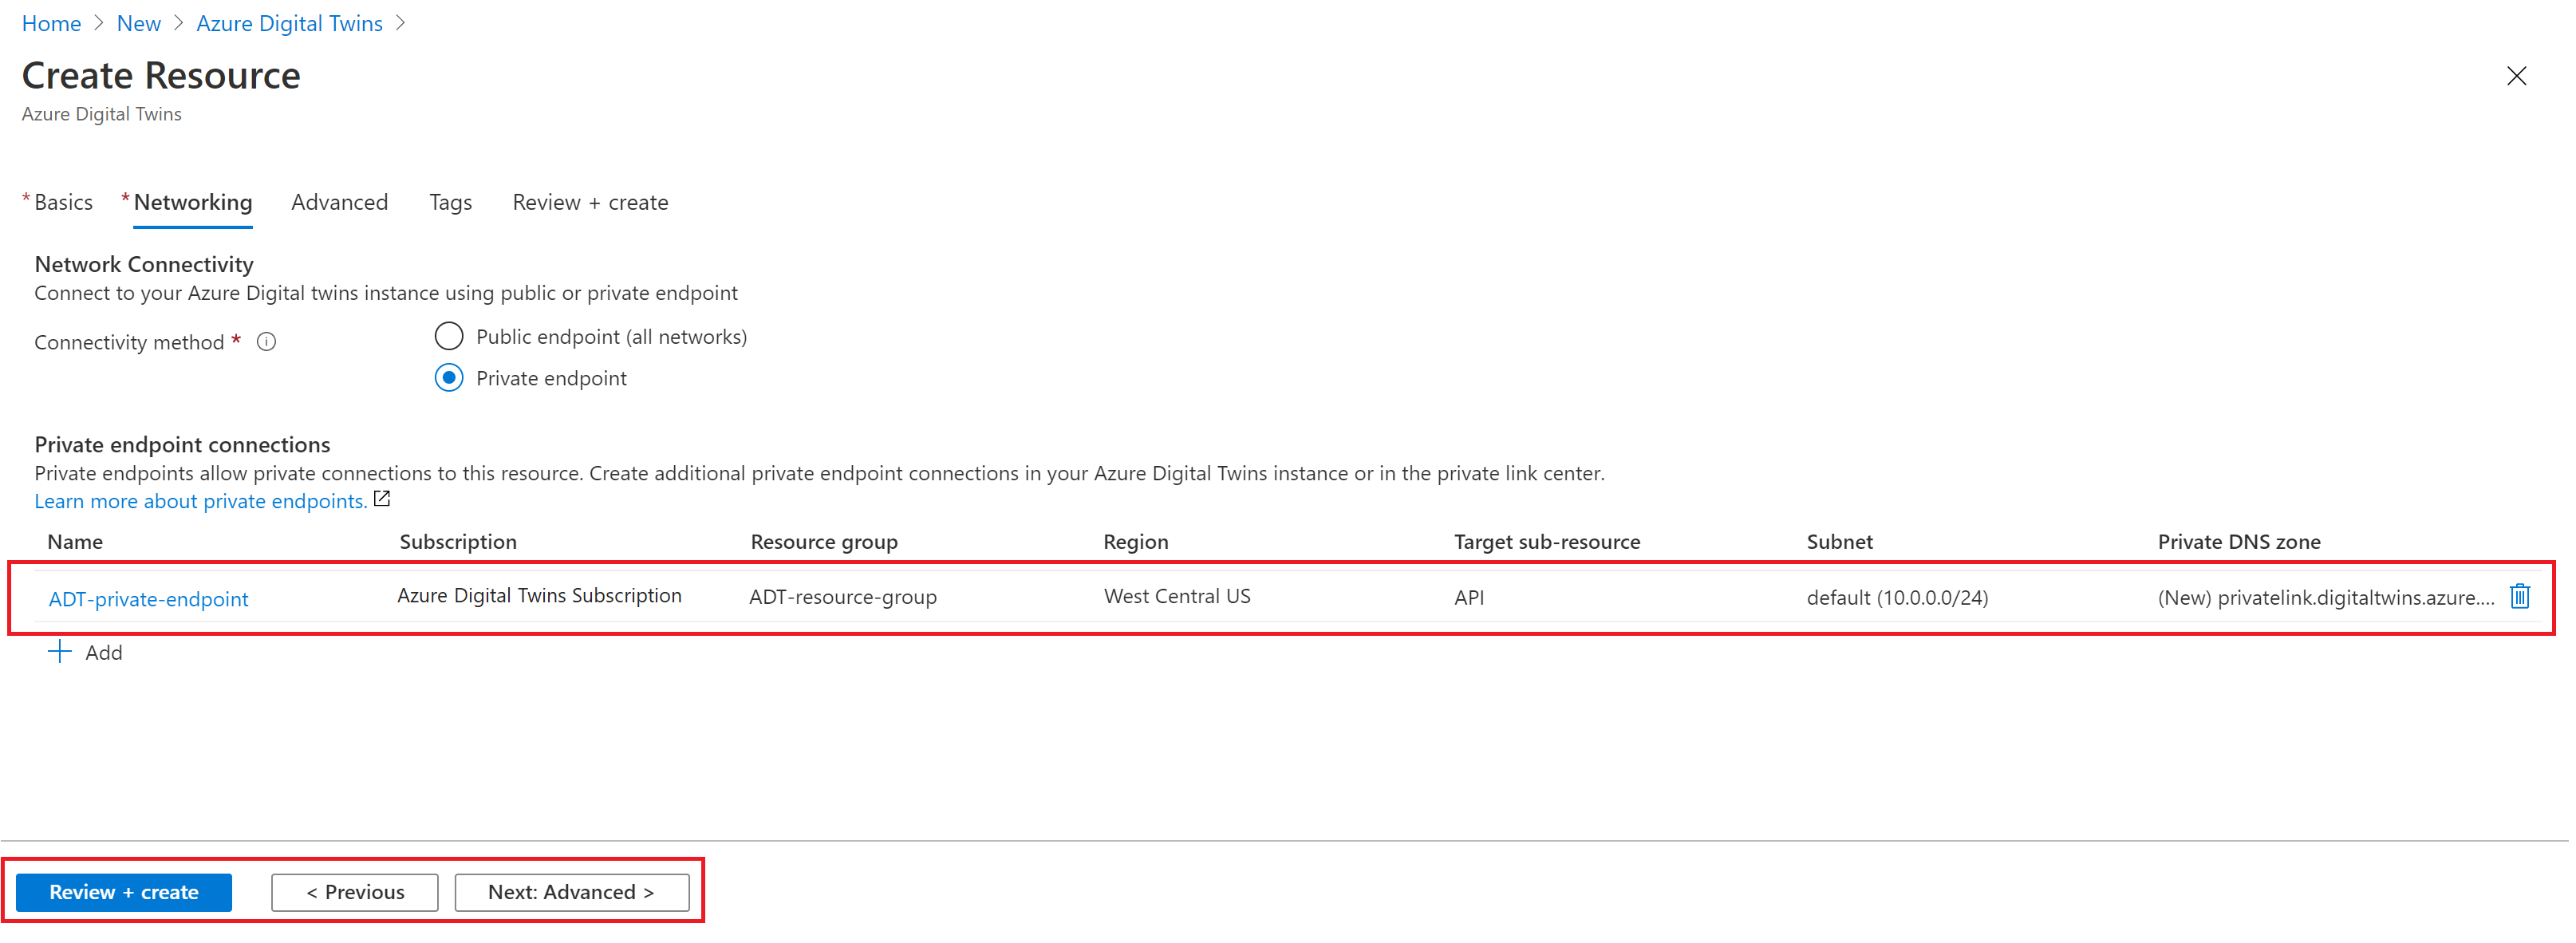 Home > New > Azure Digital Twins >
Create Resource
Azure Digital Twins
* Basics * Networking Advanced Tags Review + create
Network Connectivity
Connect to your Azure Digital twins instance using public or private endpoint
Connectivity method *
Public endpoint (all networks)
Private endpoint
Private endpoint connections
Private endpoints allow private connections to this resource. Create additional private endpoint connections in your Azure Digital Twins instance or in the private link center.
Learn more about private endpoints.
Name Subscription Resource group Region Target sub-resource Subnet Private DNS zone
ADT-private-endpoint Azure Digital Twins Subscription ADT-resource-group West Central US API default (10.0.0.0/24) (New) privatelink.digitaltwins.azure....
+ Add
Review + create < Previous Next: Advanced >